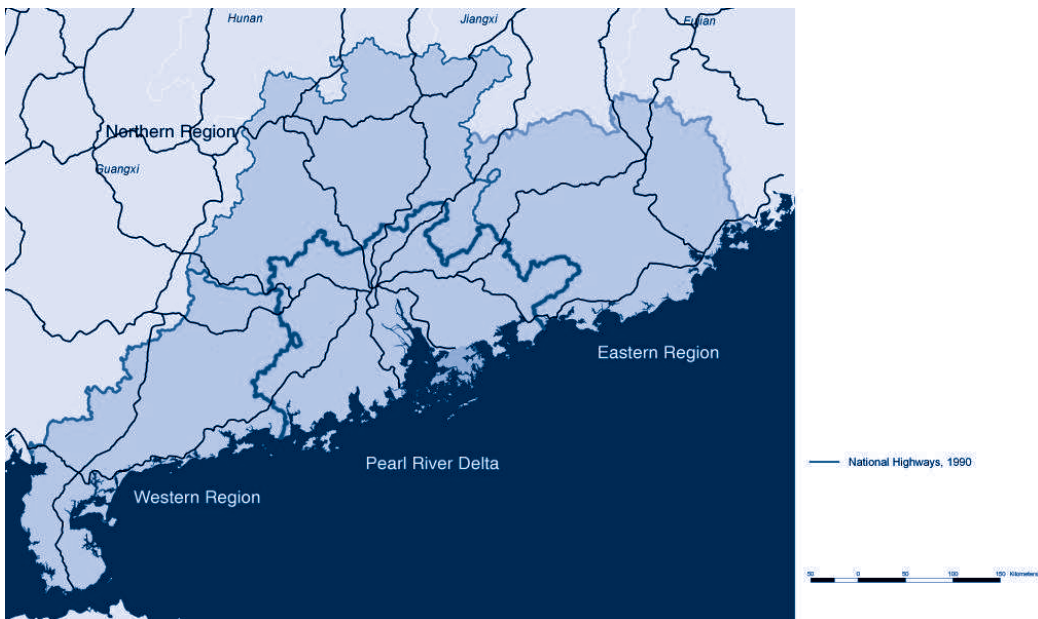 Hunan
Jiangxi
Fujian
Northern Region
Guangxi
Eastern Region
Pearl River Delta
National Highways, 1990
Western Region
50 0 50 100 150 Kilometers